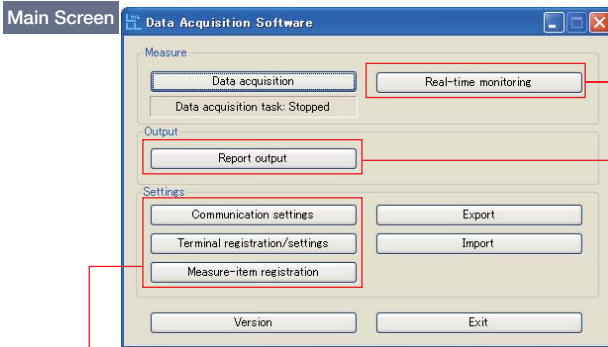 Main Screen
Data Acquisition Software
Measure
Data acquisition
Real-time monitoring
Data acquisition task: Stopped
Output
Report output
Settings
Communication settings
Export
Terminal registration/settings
Import
Measure-item registration
Version
Exit